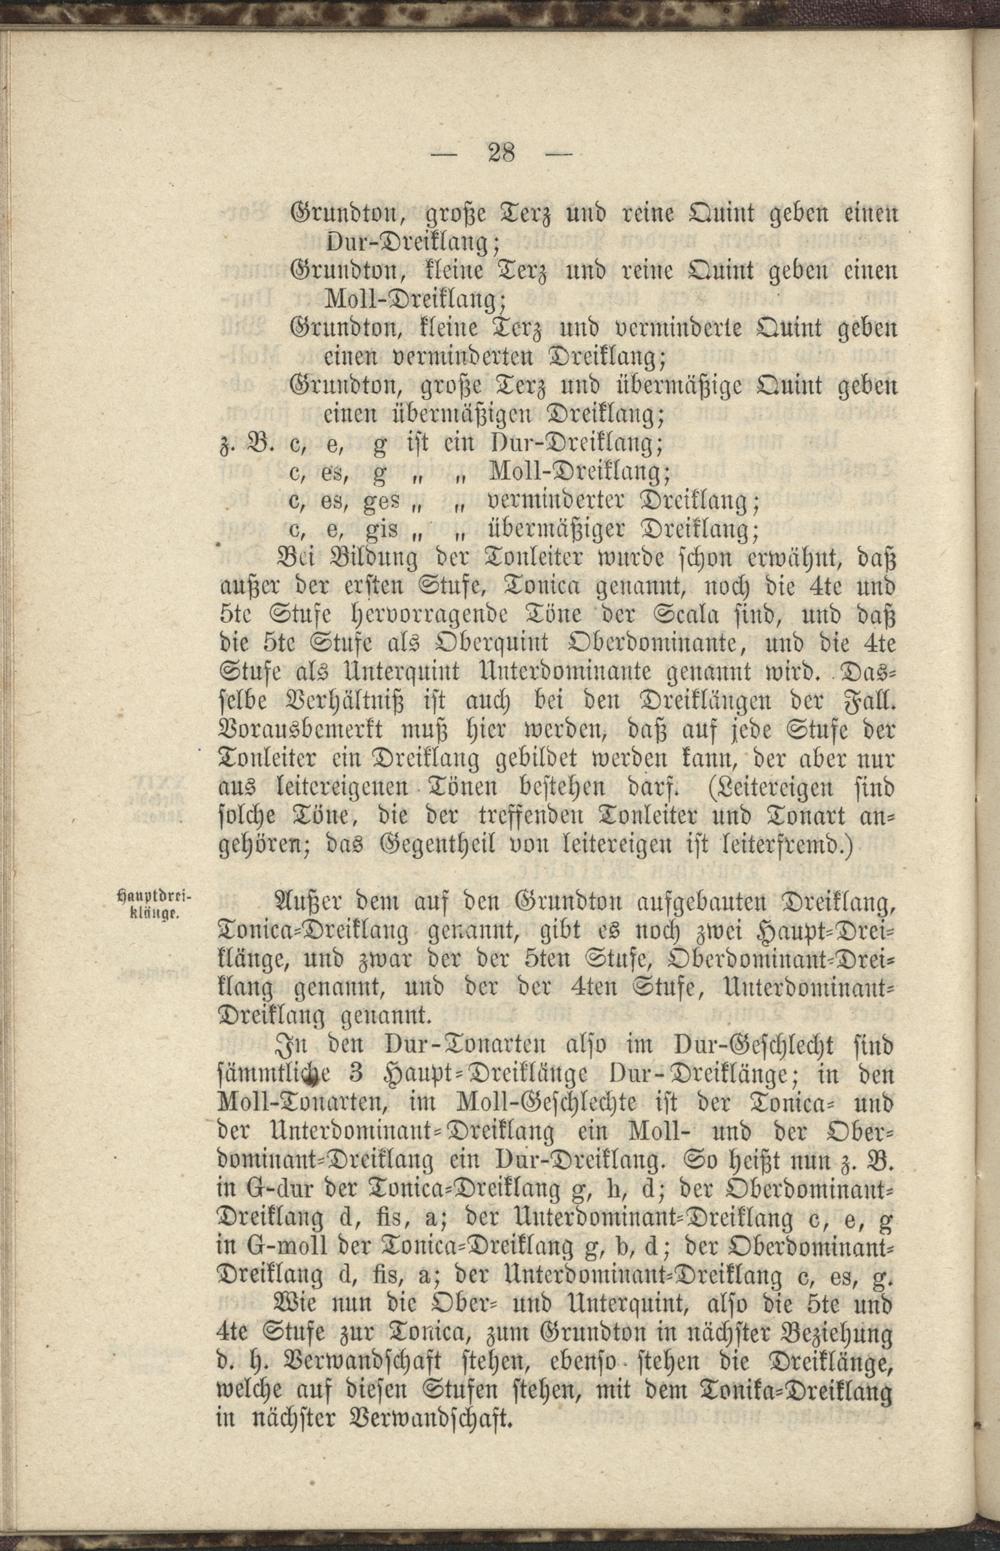 — 28 —
Grundton, große Terz und reine Quint geben einen
Dur-Dreiklang;
Grundton, kleine Terz und reine Quint geben einen
Moll-Dreiklang;
Grundton, kleine Terz und verminderte Quint geben
einen verminderten Dreiklang;
Grundton, große Terz und übermäßige Quint geben
einen übermäßigen Dreiklang;
z. B. c, e, g ist ein Dur-Dreiklang;
c, es, g „ „ Moll-Dreiklang;
c, es, ges „ „ verminderter Dreiklang;
c, e, gis „ „ übermäßiger Dreiklang;
Bei Bildung der Tonleiter wurde schon erwähnt, daß
außer der ersten Stufe, Tonica genannt, noch die 4te und
5te Stufe hervorragende Töne der Scala sind, und daß
die 5te Stufe als Oberquint Oberdominante, und die 4te
Stufe als Unterquint Unterdominante genannt wird. Das-
selbe Verhältniß ist auch bei den Dreiklängen der Fall.
Vorausbemerkt muß hier werden, daß auf jede Stufe der
Tonleiter ein Dreiklang gebildet werden kann, der aber nur
aus leitereigenen Tönen bestehen darf. (Leitereigen sind
solche Töne, die der treffenden Tonleiter und Tonart an-
gehören; das Gegentheil von leitereigen ist leiterfremd.)
Hauptdrei-
klänge.
Außer dem auf den Grundton aufgebauten Dreiklang,
Tonica-Dreiklang genannt, gibt es noch zwei Haupt-Drei-
klänge, und zwar der der 5ten Stufe, Oberdominant-Drei-
klang genannt, und der der 4ten Stufe, Unterdominant-
Dreiklang genannt.
In den Dur-Tonarten also im Dur-Geschlecht sind
sämmtliche 3 Haupt-Dreiklänge Dur-Dreiklänge; in den
Moll-Tonarten, im Moll-Geschlechte ist der Tonica- und
der Unterdominant-Dreiklang ein Moll- und der Ober-
dominant-Dreiklang ein Dur-Dreiklang. So heißt nun z. B.
in G-dur der Tonica-Dreiklang g, h, d; der Oberdominant-
Dreiklang d, fis, a; der Unterdominant-Dreiklang c, e, g
in G-moll der Tonica-Dreiklang g, b, d; der Oberdominant-
Dreiklang d, fis, a; der Unterdominant-Dreiklang c, es, g.
Wie nun die Ober- und Unterquint, also die 5te und
4te Stufe zur Tonica, zum Grundton in nächster Beziehung
d. h. Verwandschaft stehen, ebenso stehen die Dreiklänge,
welche auf diesen Stufen stehen, mit dem Tonika-Dreiklang
in nächster Verwandschaft.